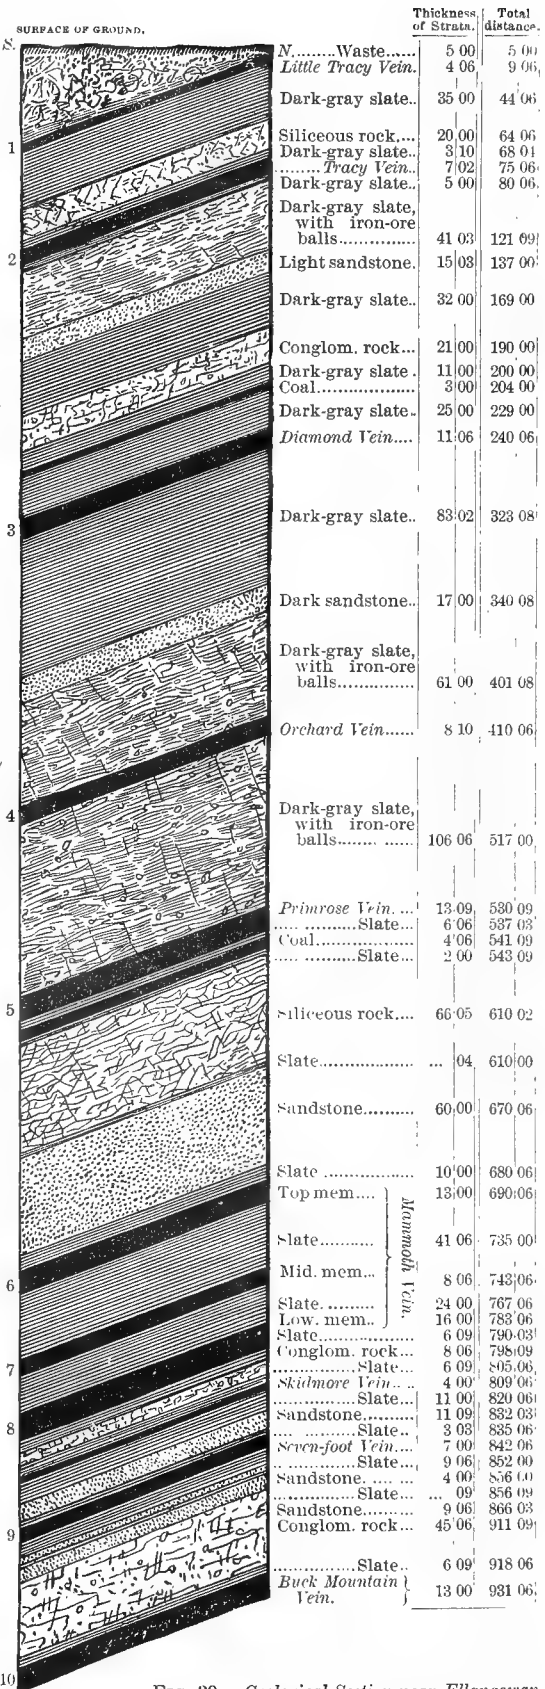 Thickness of Strata. Total distance.
SURFACE OF GROUND.
S.
N. ........Waste...... 5 00 5 00
Little Tracy Vein. 4 06 9 06
Dark-gray slate.. 35 00 44 06
Siliceous rock.... 20 00 64 06
1
Dark-gray slate.. 3 10 68 04
.........Tracy Vein.. 7 02 75 06
Dark-gray slate.. 5 00 80 06
Dark-gray slate,
with iron-ore
balls............... 41 03 121 09
2
Light sandstone. 15 03 137 00
Dark-gray slate.. 32 00 169 00
Conglom. rock... 21 00 190 00
Dark-gray slate . 11 00 200 00
Coal.................... 3 00 204 00
Dark-gray slate.. 25 00 229 00
Diamond Vein.... 11 06 240 06
3
Dark-gray slate.. 83 02 323 08
Dark sandstone.. 17 00 340 08
Dark-gray slate,
with iron-ore
balls............... 61 00 401 08
Orchard Vein...... 8 10 410 06
4
Dark-gray slate,
with iron-ore
balls........ ...... 106 06 517 00
Primrose Vein. ... 13 09 530 09
..... ..........Slate... 6 06 537 03
Coal.................... 4 06 541 09
..... ..........Slate... 2 00 543 09
5
Siliceous rock.... 66 05 610 02
Slate.................. ... 04 610 00
Sandstone.......... 60 00 670 06
Slate ................. 10 00 680 06
Top mem.... 13 00 690 06
Mammoth Vein.
Slate........... 41 06 735 00
Mid. mem... 8 06 743 06
6
Slate. .......... 24 00 767 06
Low. mem.. 16 00 783 06
Slate................... 6 09 790 03
Conglom. rock... 8 06 798 09
...............Slate... 6 09 805 06
7
Skidmore Vein.. .. 4 00 809 06
...............Slate... 11 00 820 06
Sandstone.......... 11 09 832 03
8
.... ..........Slate.. 3 03 835 06
Seven-foot Vein.... 7 00 842 06
...............Slate... 9 06 852 00
Sandstone. .... .... 4 00 856 00
...............Slate... ... 09 856 09
Sandstone.......... 9 06 866 03
Conglom. rock... 45 06 911 09
9
...............Slate.. 6 09 918 06
Buck Mountain
Vein. 13 00 931 06
10